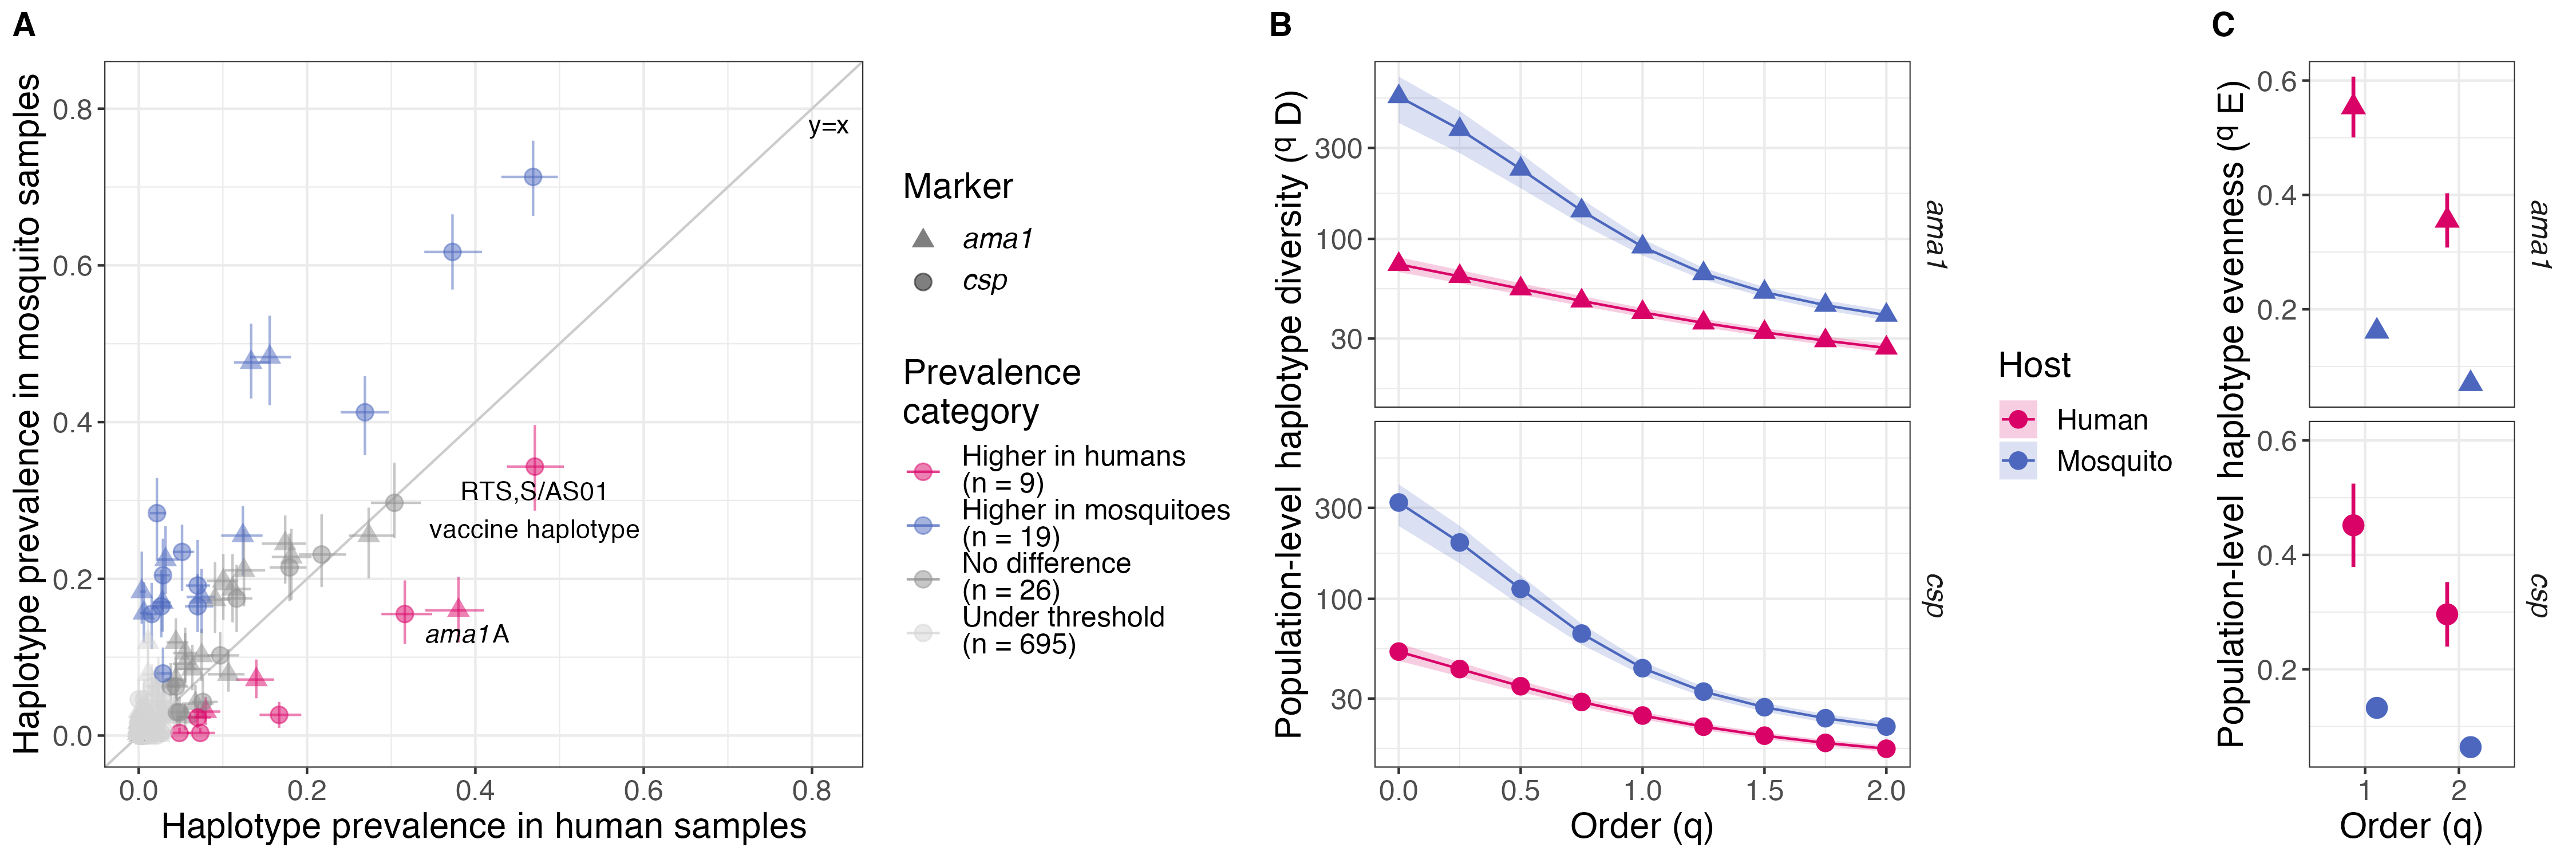 A
Haplotype prevalence in mosquito samples
0.8
0.6
0.4
0.2
0.0
y=x
RTS,S/AS01
vaccine haplotype
ama1A
0.0
0.2
0.4
0.6
0.8
Haplotype prevalence in human samples
Marker
ama1
csp
Prevalence
category
Higher in humans
(n = 9)
Higher in mosquitoes
(n = 19)
No difference
(n = 26)
Under threshold
(n = 695)
B
Population-level haplotype diversity (q D)
300
100
30
ama1
300
100
30
csp
0.0
0.5
1.0
1.5
2.0
Order (q)
Host
Human
Mosquito
C
Population-level haplotype evenness (q E)
0.6
0.4
0.2
ama1
0.6
0.4
0.2
csp
1
2
Order (q)